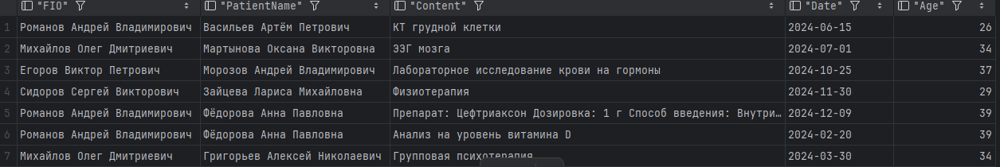 "FIO" "PatientName" "Content" "Date" "Age"
1 Романов Андрей Владимирович Васильев Артём Петрович КТ грудной клетки 2024-06-15 26
2 Михайлов Олег Дмитриевич Мартынова Оксана Викторовна ЭЭГ мозга 2024-07-01 34
3 Егоров Виктор Петрович Морозов Андрей Владимирович Лабораторное исследование крови на гормоны 2024-10-25 37
4 Сидоров Сергей Викторович Зайцева Лариса Михайловна Физиотерапия 2024-11-30 29
5 Романов Андрей Владимирович Фёдорова Анна Павловна Препарат: Цефтриаксон Дозировка: 1 г Способ введения: Внутри… 2024-12-09 39
6 Романов Андрей Владимирович Фёдорова Анна Павловна Анализ на уровень витамина D 2024-02-20 39
7 Михайлов Олег Дмитриевич Григорьев Алексей Николаевич Групповая психотерапия 2024-03-30 34